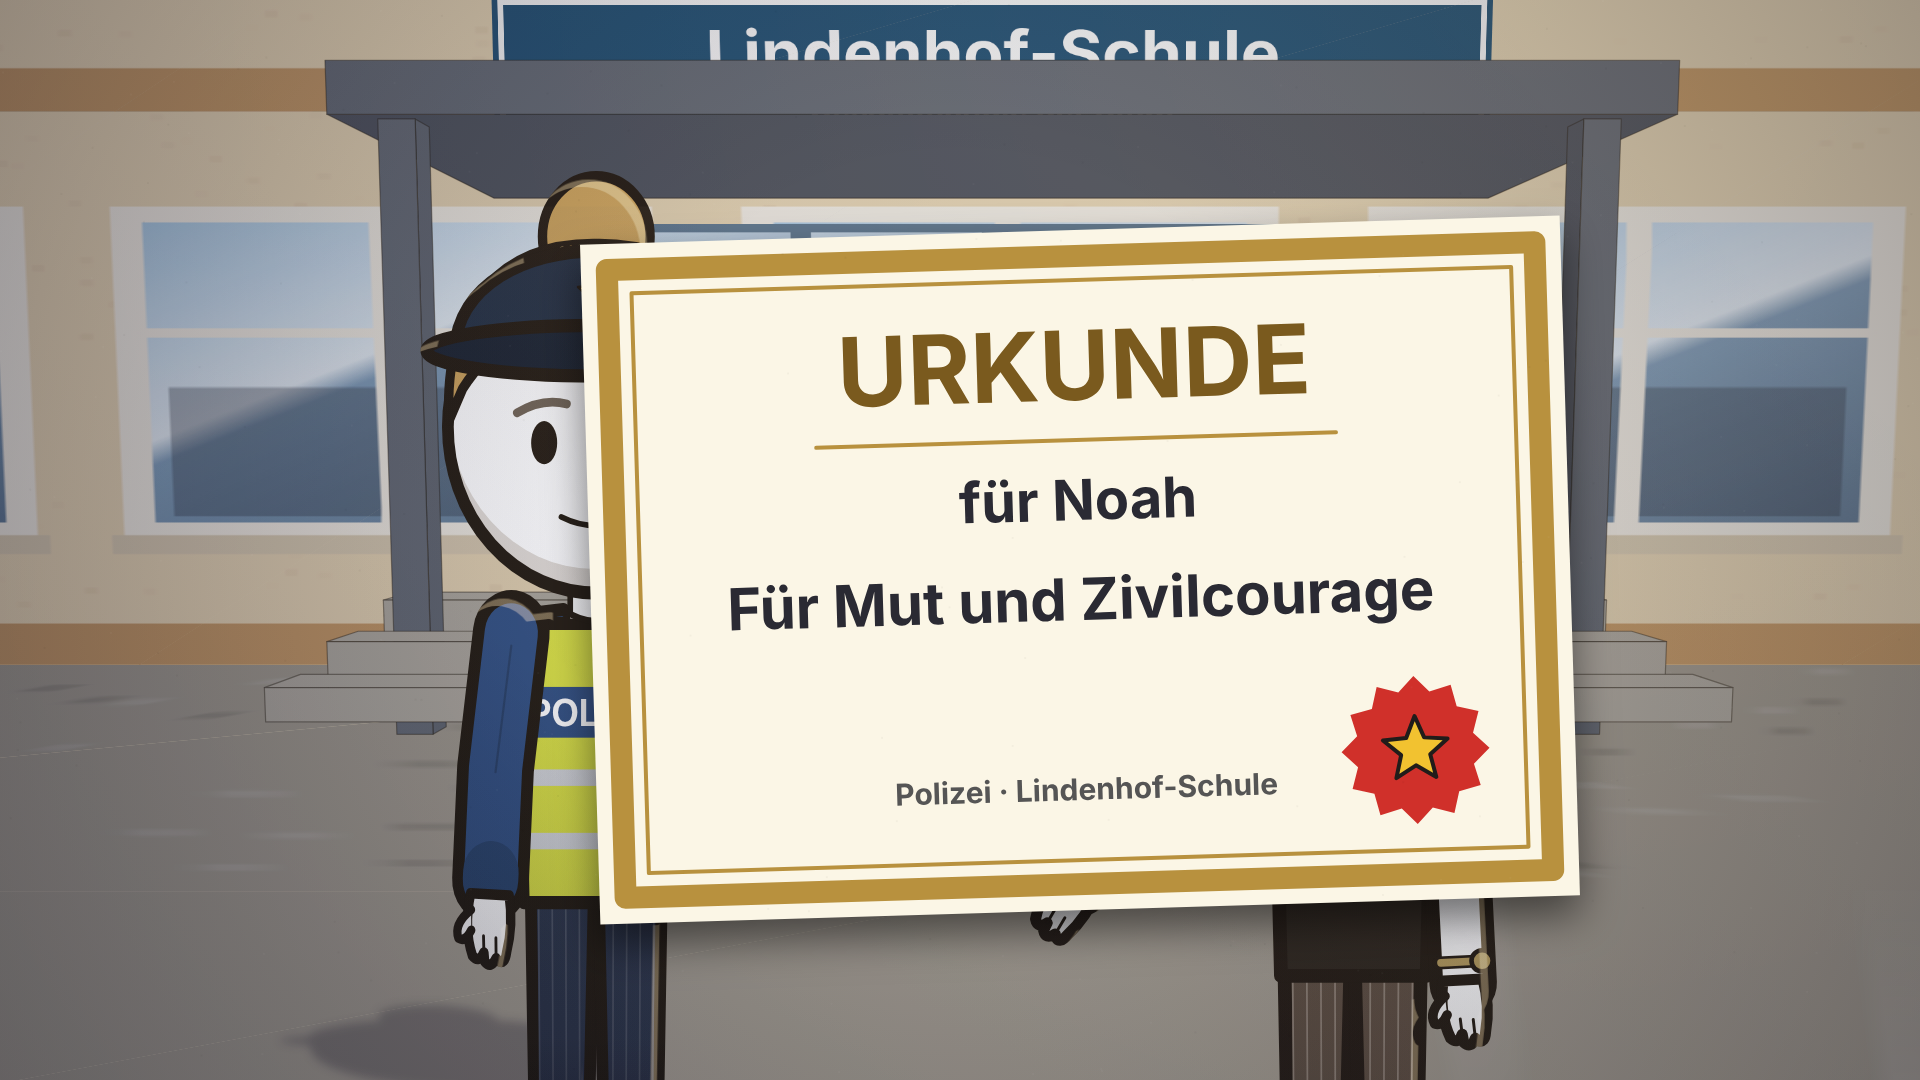 Lindenhof-Schule
URKUNDE
für Noah
Für Mut und Zivilcourage
POL
Polizei · Lindenhof-Schule